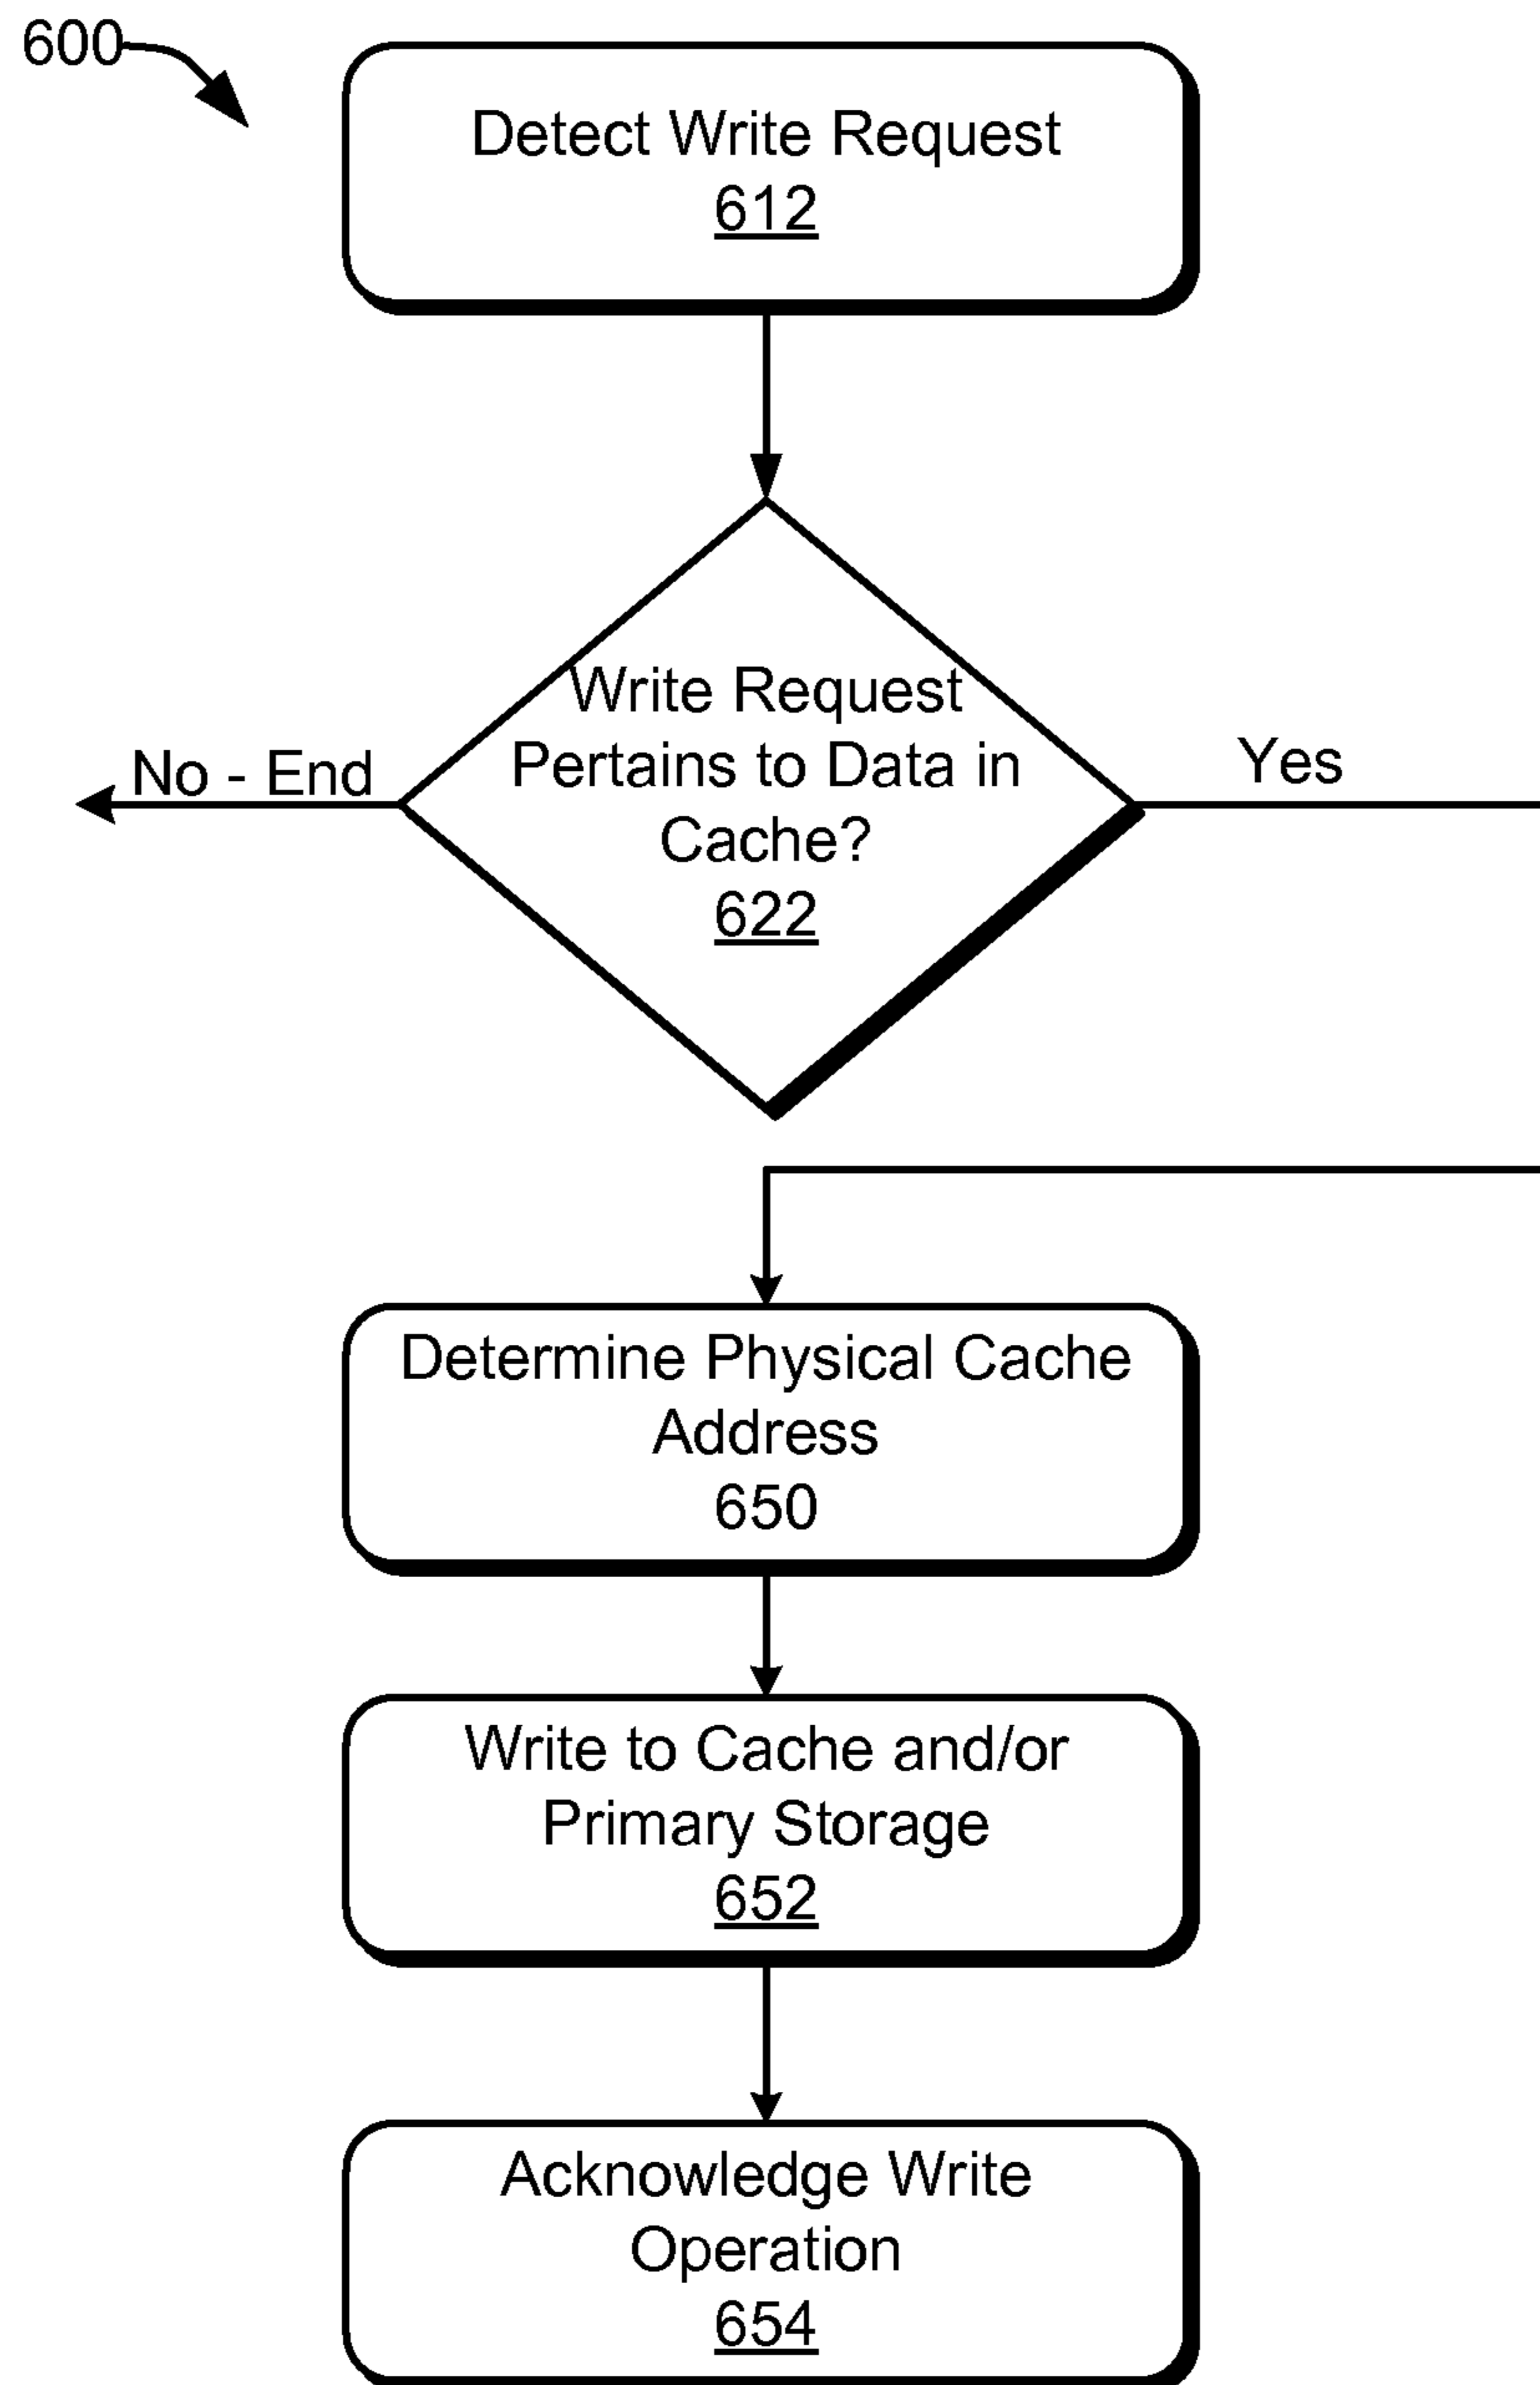 600
Detect Write Request
612
Write Request
Pertains to Data in
Cache?
622
No - End
Yes
Determine Physical Cache
Address
650
Write to Cache and/or
Primary Storage
652
Acknowledge Write
Operation
654